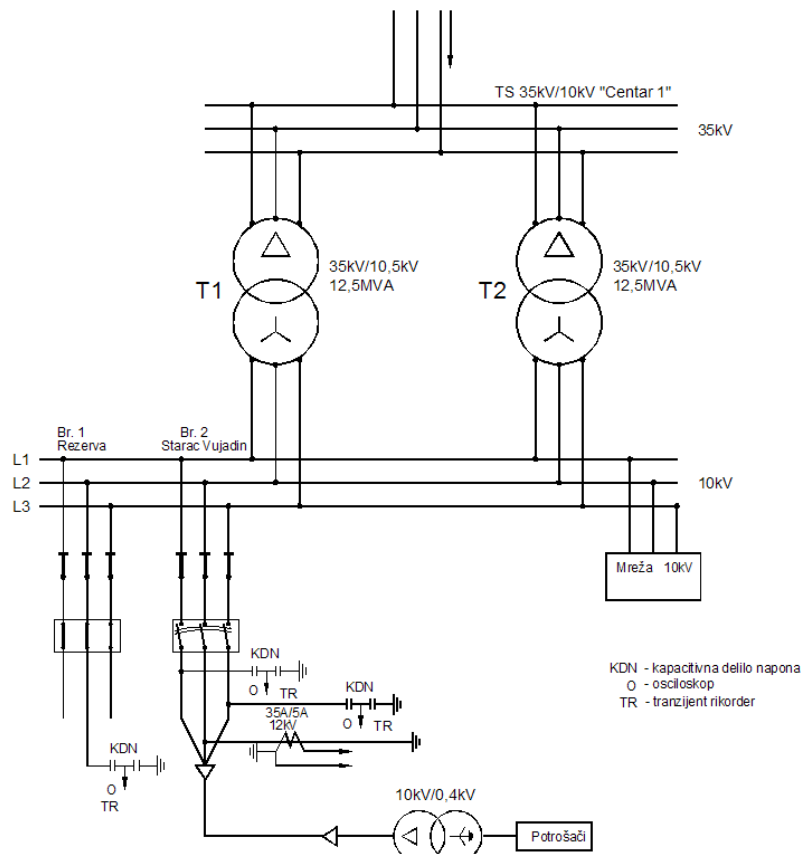 TS 35kV/10kV "Centar 1"
35kV
T1
35kV/10,5kV
12,5MVA
T2
35kV/10,5kV
12,5MVA
Br. 1
Rezerva
Br. 2
Starac Vujadin
L1
L2
L3
10kV
Mreža 10kV
KDN
O TR
KDN
O TR
35A/5A
12kV
KDN - kapacitivna delilo napona
O - osciloskop
TR - tranzijent rikorder
KDN
O
TR
10kV/0,4kV
Potrošači